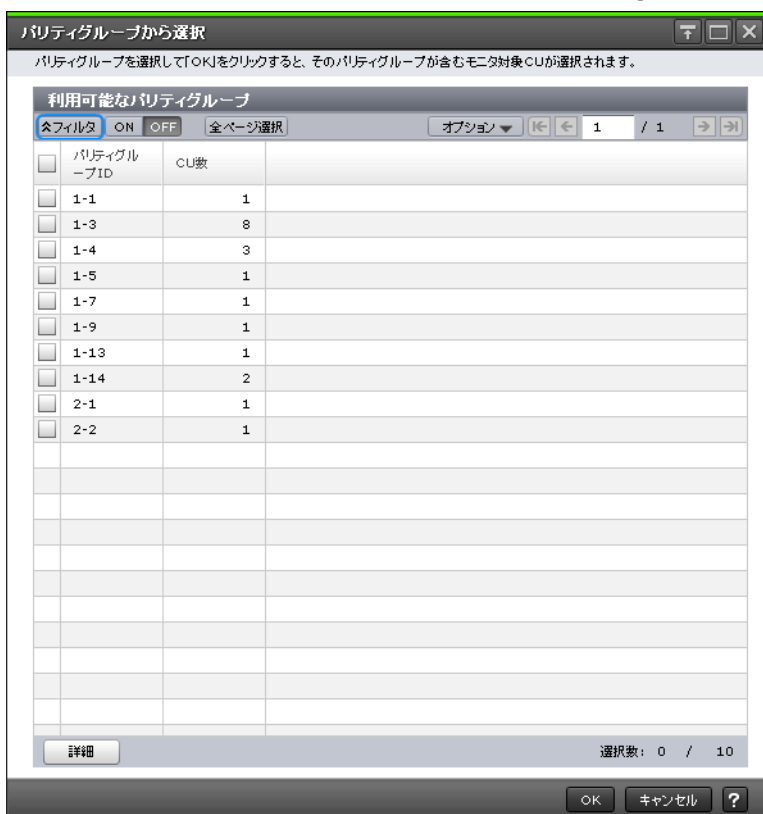 パリティグループから選択
パリティグループを選択して「OK」をクリックすると、そのパリティグループが含むモニタ対象CUが選択されます。
利用可能なパリティグループ
フィルタ ON OFF 全ページ選択 オプション 1 / 1
パリティグル
ープID
CU数
1-1 1
1-3 8
1-4 3
1-5 1
1-7 1
1-9 1
1-13 1
1-14 2
2-1 1
2-2 1
詳細 選択数: 0 / 10
OK キャンセル ?